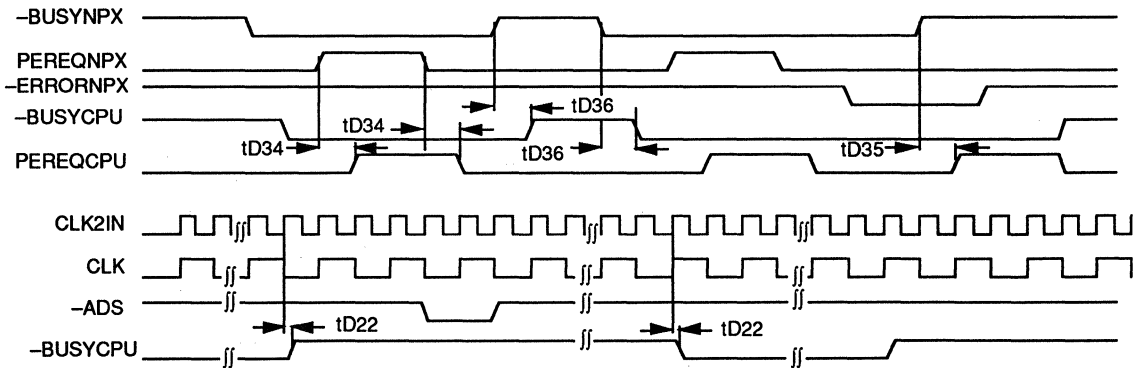 –BUSYNPX
PEREQNPX
–ERRORNPX
–BUSYCPU
tD36
tD34
tD34
tD36
tD35
PEREQCPU
CLK2IN
CLK
–ADS
tD22
tD22
–BUSYCPU